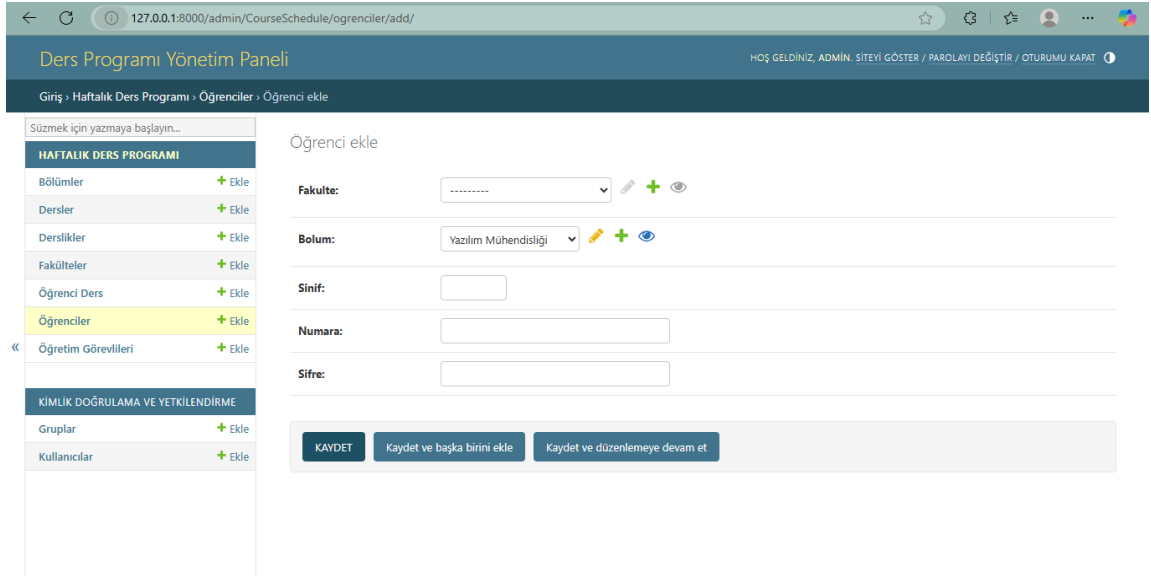 127.0.0.1:8000/admin/CourseSchedule/ogrenciler/add/
Ders Programı Yönetim Paneli
HOŞ GELDİNİZ, ADMİN. SİTEYİ GÖSTER / PAROLAYI DEĞİŞTİR / OTURUMU KAPAT
Giriş › Haftalık Ders Programı › Öğrenciler › Öğrenci ekle
Süzmek için yazmaya başlayın...
HAFTALIK DERS PROGRAMI
Bölümler + Ekle
Dersler + Ekle
Derslikler + Ekle
Fakülteler + Ekle
Öğrenci Ders + Ekle
Öğrenciler + Ekle
Öğretim Görevlileri + Ekle
KİMLİK DOĞRULAMA VE YETKİLENDİRME
Gruplar + Ekle
Kullanıcılar + Ekle
«
Öğrenci ekle
Fakulte: ---------
Bolum: Yazılım Mühendisliği
Sinif:
Numara:
Sifre:
KAYDET Kaydet ve başka birini ekle Kaydet ve düzenlemeye devam et